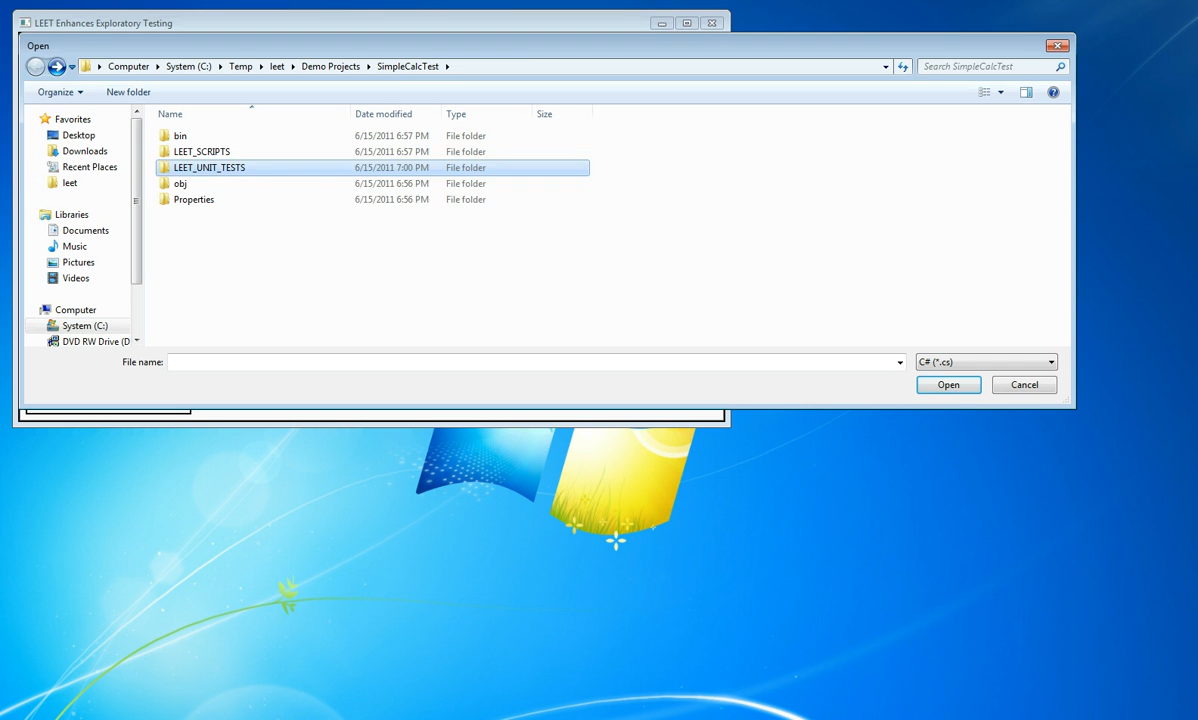 LEET Enhances Exploratory Testing
Open
Computer System (C:) Temp leet Demo Projects SimpleCalcTest Search SimpleCalcTest
Organize New folder
Favorites
Desktop
Downloads
Recent Places
leet
Libraries
Documents
Music
Pictures
Videos
Computer
System (C:)
DVD RW Drive (D
Name Date modified Type Size
bin 6/15/2011 6:57 PM File folder
LEET_SCRIPTS 6/15/2011 6:57 PM File folder
LEET_UNIT_TESTS 6/15/2011 7:00 PM File folder
obj 6/15/2011 6:56 PM File folder
Properties 6/15/2011 6:56 PM File folder
File name: C# (*.cs)
Open Cancel